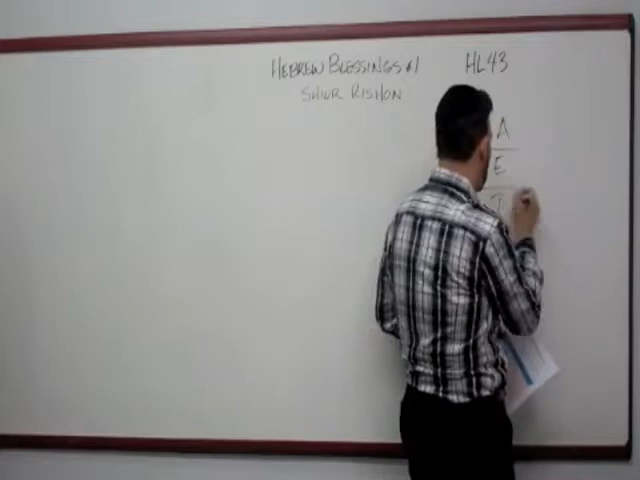 HEBREW BLESSINGS #1
HL43
SHIUR RISHON
A
E
I